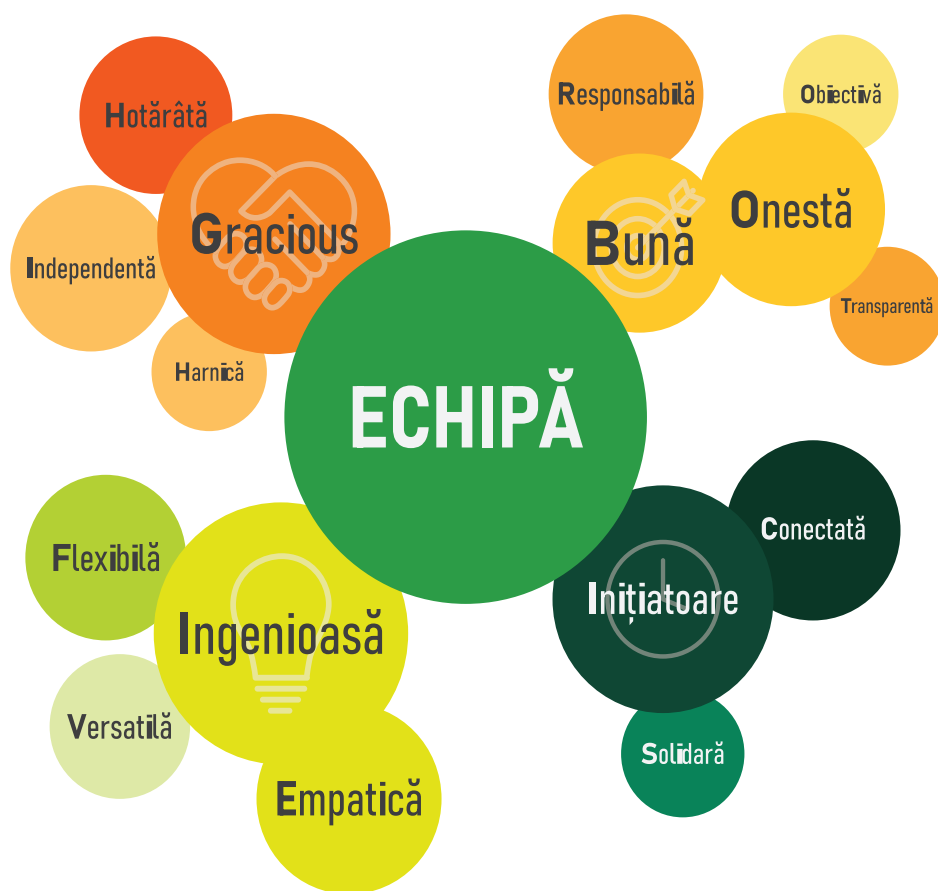 Hotărâtă
Gracious
Independentă
Harnică
Responsabilă
Obiectivă
Bună
Onestă
Transparentă
ECHIPĂ
Flexibilă
Ingenioasă
Versatilă
Empatică
Inițiatoare
Conectată
Solidară